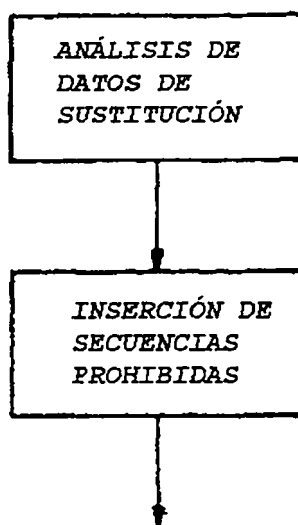 ANÁLISIS DE
DATOS DE
SUSTITUCIÓN
INSERCIÓN DE
SECUENCIAS
PROHIBIDAS